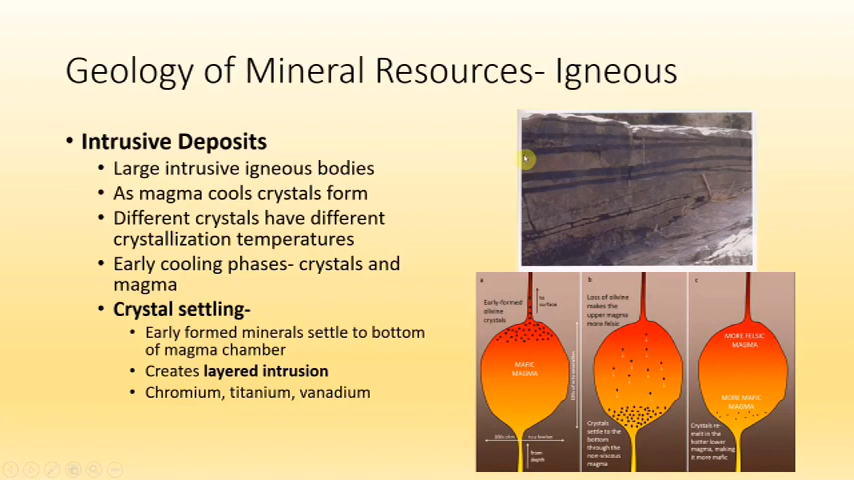 Geology of Mineral Resources- Igneous
• Intrusive Deposits
• Large intrusive igneous bodies
• As magma cools crystals form
• Different crystals have different
crystallization temperatures
• Early cooling phases- crystals and
magma
• Crystal settling-
• Early formed minerals settle to bottom
of magma chamber
• Creates layered intrusion
• Chromium, titanium, vanadium
a
Early-formed
olivine
crystals
to
surface
MAFIC
MAGMA
from
depth
b
Loss of olivine
makes the
upper magma
more felsic
Crystals
settle to the
bottom
through the
non-viscous
magma
c
MORE FELSIC
MAGMA
MORE MAFIC
MAGMA
Crystals re-
melt in the
hotter lower
magma, making
it more mafic